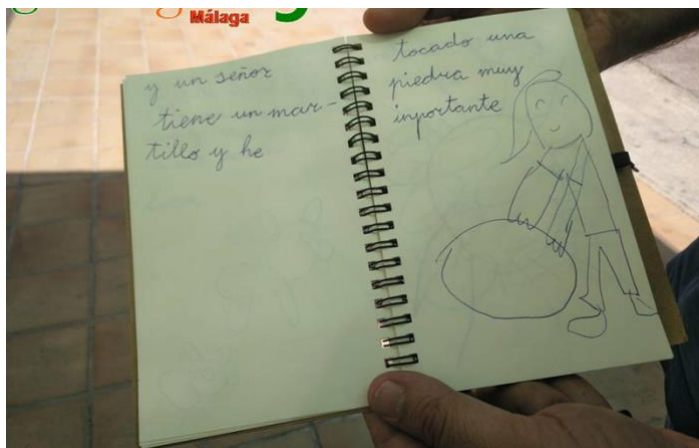 Málaga
y un señor
tiene un mar-
tillo y he
tocado una
piedra muy
inportante